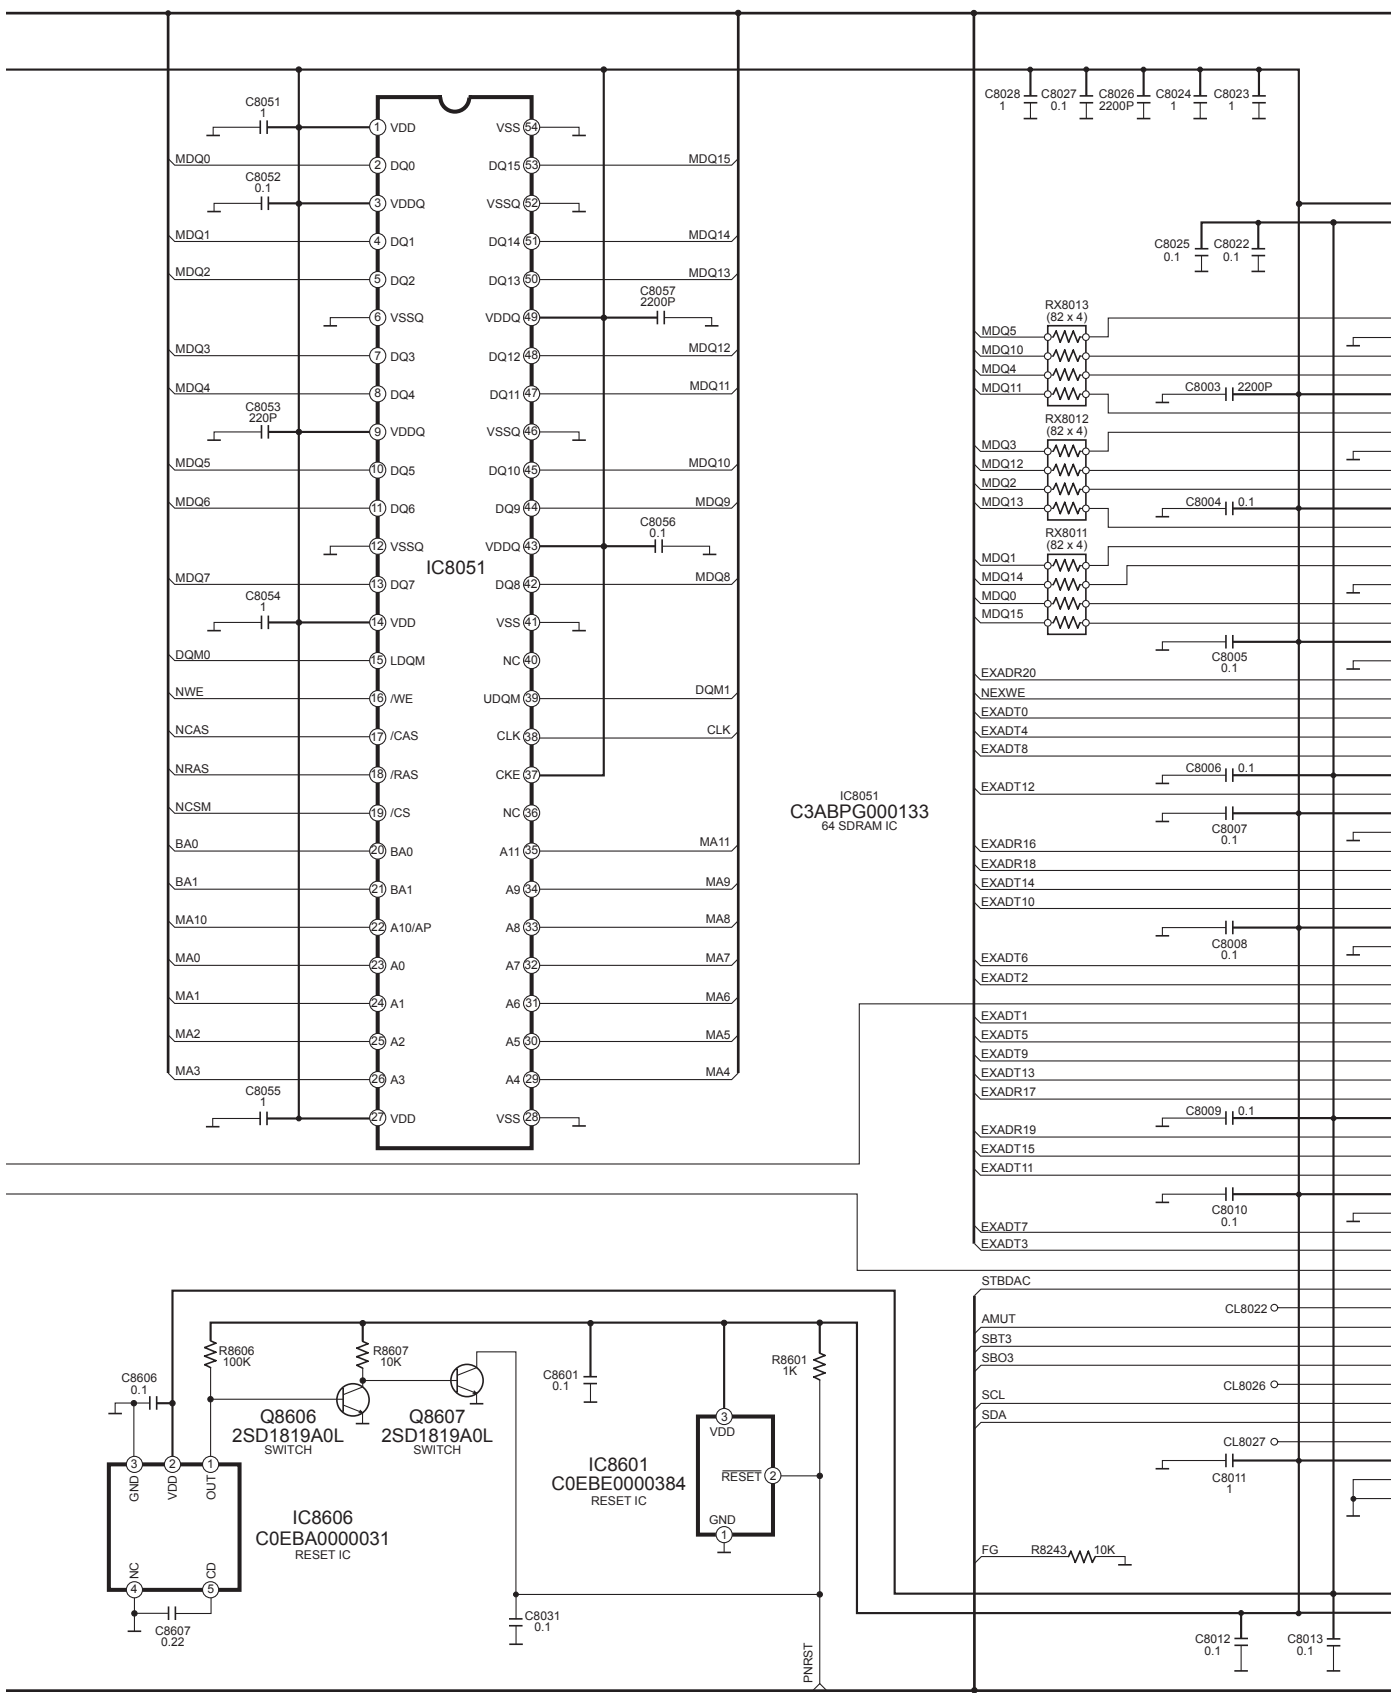 C8028 C8027 C8026 C8024 C8023
1 0.1 2200P 1 1
C8051
1
1 VDD VSS 54
MDQ0 2 DQ0 DQ15 53 MDQ15
C8052
0.1
3 VDDQ VSSQ 52
MDQ1 4 DQ1 DQ14 51 MDQ14
C8025 C8022
0.1 0.1
MDQ2 5 DQ2 DQ13 50 MDQ13
C8057
2200P
6 VSSQ VDDQ 49
RX8013
(82 x 4)
MDQ5
MDQ10
MDQ4
MDQ11
C8003 2200P
MDQ3 7 DQ3 DQ12 48 MDQ12
MDQ4 8 DQ4 DQ11 47 MDQ11
C8053
220P
9 VDDQ VSSQ 46
RX8012
(82 x 4)
MDQ3
MDQ12
MDQ2
MDQ13
C8004 0.1
MDQ5 10 DQ5 DQ10 45 MDQ10
MDQ6 11 DQ6 DQ9 44 MDQ9
C8056
0.1
12 VSSQ VDDQ 43
IC8051
RX8011
(82 x 4)
MDQ1
MDQ14
MDQ0
MDQ15
MDQ7 13 DQ7 DQ8 42 MDQ8
C8054
1
14 VDD VSS 41
C8005
0.1
DQM0 15 LDQM NC 40
NWE 16 /WE UDQM 39 DQM1
NCAS 17 /CAS CLK 38 CLK
NRAS 18 /RAS CKE 37
NCSM 19 /CS NC 36
BA0 20 BA0 A11 35 MA11
BA1 21 BA1 A9 34 MA9
MA10 22 A10/AP A8 33 MA8
MA0 23 A0 A7 32 MA7
MA1 24 A1 A6 31 MA6
MA2 25 A2 A5 30 MA5
MA3 26 A3 A4 29 MA4
C8055
1
27 VDD VSS 28
IC8051
C3ABPG000133
64 SDRAM IC
EXADR20
NEXWE
EXADT0
EXADT4
EXADT8
C8006 0.1
EXADT12
C8007
0.1
EXADR16
EXADR18
EXADT14
EXADT10
C8008
0.1
EXADT6
EXADT2
EXADT1
EXADT5
EXADT9
EXADT13
EXADR17
C8009 0.1
EXADR19
EXADT15
EXADT11
C8010
0.1
EXADT7
EXADT3
STBDAC
CL8022
AMUT
SBT3
SBO3
CL8026
SCL
SDA
CL8027
C8011
1
FG R8243 10K
C8012
0.1
C8013
0.1
R8606
100K
R8607
10K
C8606
0.1
C8601
0.1
R8601
1K
Q8606
2SD1819A0L
SWITCH
Q8607
2SD1819A0L
SWITCH
3 2 1
GND VDD OUT
IC8606
C0EBA0000031
RESET IC
NC CD
4 5
C8607
0.22
3
VDD
IC8601
C0EBE0000384
RESET IC
RESET 2
GND
1
C8031
0.1
PNRST